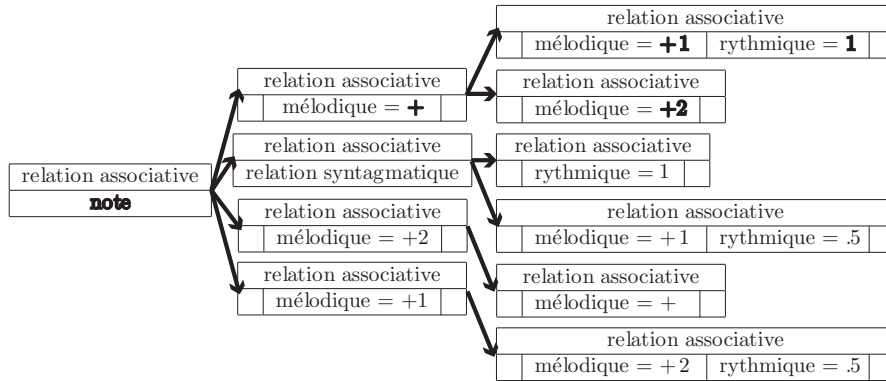 relation associative
note
relation associative
mélodique = +
relation associative
relation syntagmatique
relation associative
mélodique = +2
relation associative
mélodique = +1
relation associative
mélodique = +1 rythmique = 1
relation associative
mélodique = +2
relation associative
rythmique = 1
relation associative
mélodique = +1 rythmique = .5
relation associative
mélodique = +
relation associative
mélodique = +2 rythmique = .5